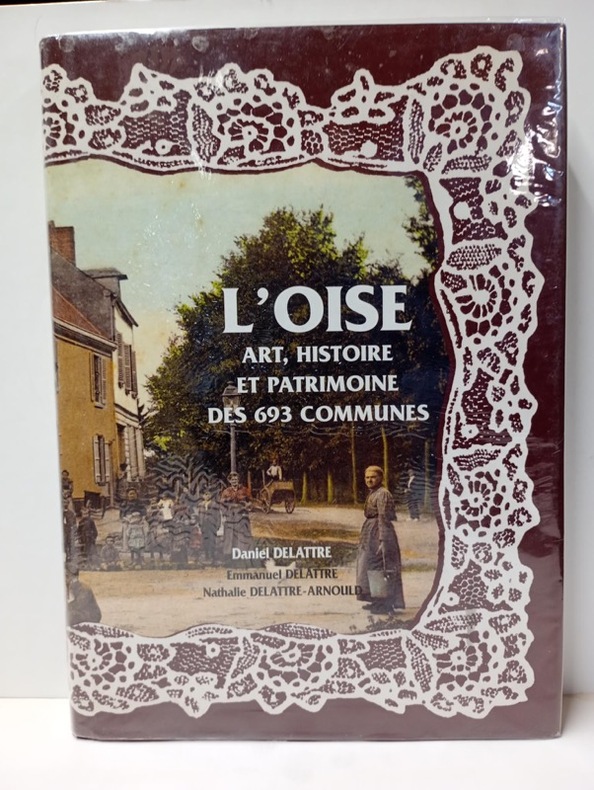 L'OISE
ART, HISTOIRE
ET PATRIMOINE
DES 693 COMMUNES
Daniel DELATTRE
Emmanuel DELATTRE
Nathalie DELATTRE-ARNOULD